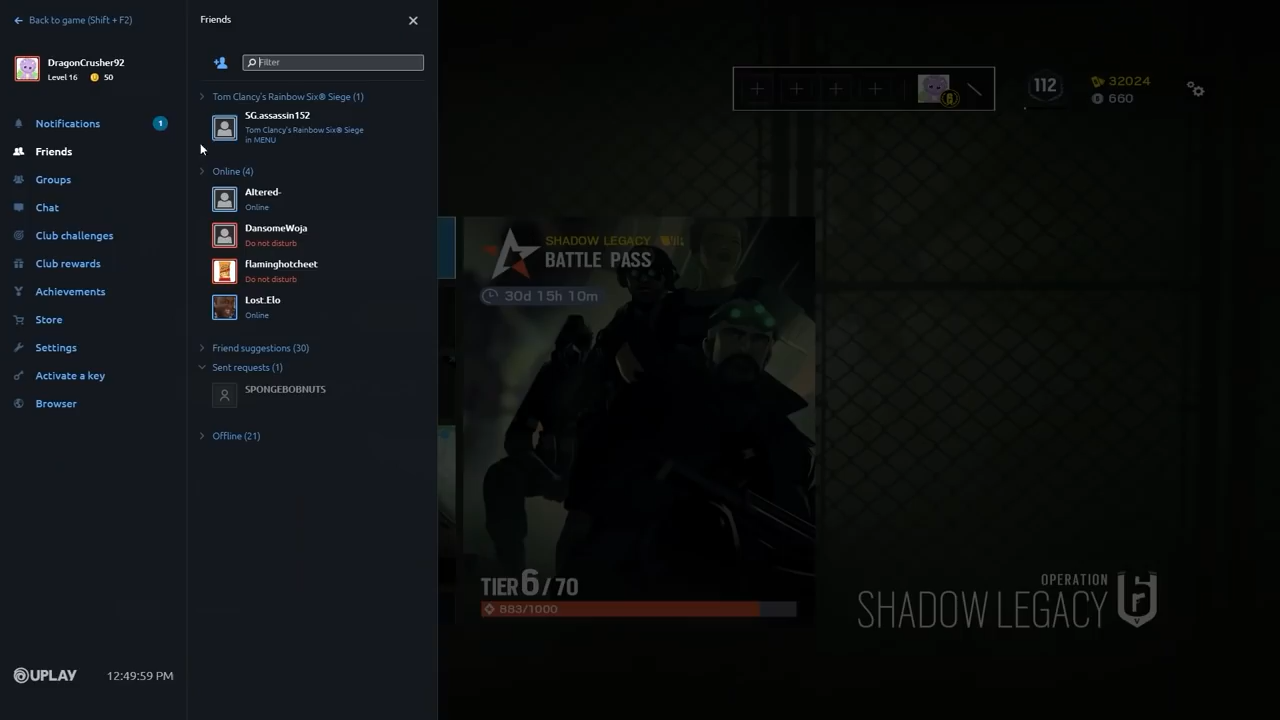 Back to game (Shift + F2)
DragonCrusher92
Level 16
50
Notifications
1
Friends
Groups
Chat
Club challenges
Club rewards
Achievements
Store
Settings
Activate a key
Browser
UPLAY
12:49:59 PM
Friends
Filter
Tom Clancy's Rainbow Six® Siege (1)
SG.assassin152
Tom Clancy's Rainbow Six® Siege
in MENU
Online (4)
Altered-
Online
DansomeWoja
Do not disturb
flaminghotcheet
Do not disturb
Lost.Elo
Online
Friend suggestions (30)
Sent requests (1)
SPONGEBOBNUTS
Offline (21)
112
32024
660
SHADOW LEGACY
BATTLE PASS
30d 15h 10m
TIER 6 / 70
883/1000
OPERATION
SHADOW LEGACY